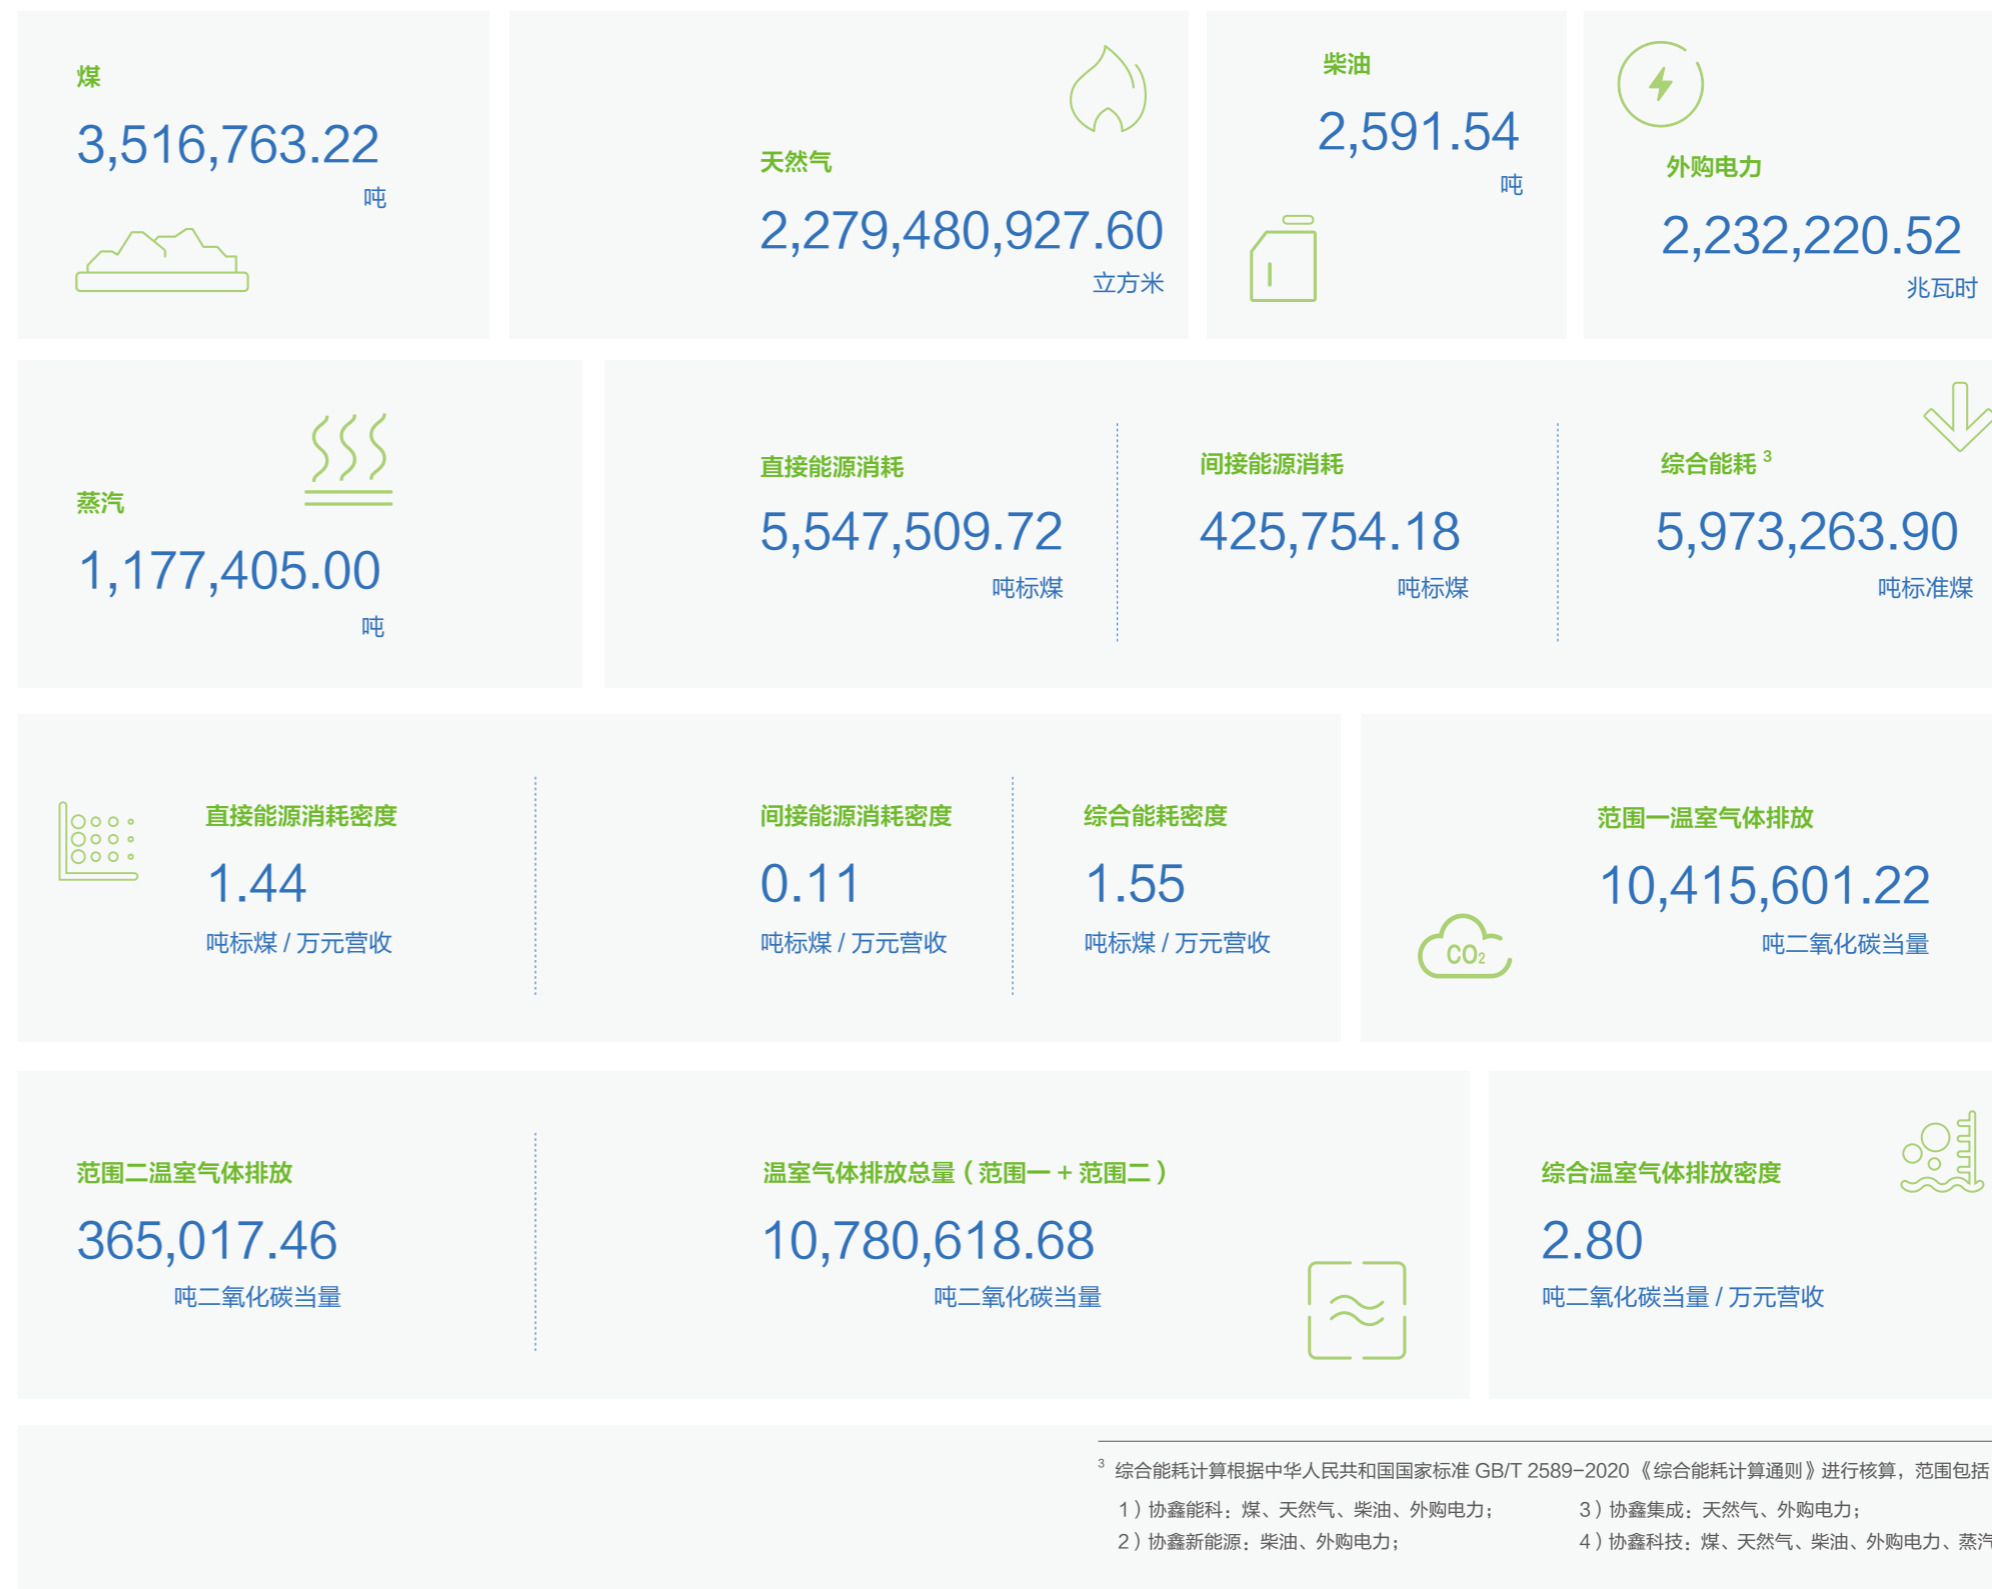 煤
3,516,763.22
吨
天然气
2,279,480,927.60
立方米
柴油
2,591.54
吨
外购电力
2,232,220.52
兆瓦时
蒸汽
1,177,405.00
吨
直接能源消耗
5,547,509.72
吨标煤
间接能源消耗
425,754.18
吨标煤
综合能耗 3
5,973,263.90
吨标准煤
直接能源消耗密度
1.44
吨标煤 / 万元营收
间接能源消耗密度
0.11
吨标煤 / 万元营收
综合能耗密度
1.55
吨标煤 / 万元营收
范围一温室气体排放
10,415,601.22
吨二氧化碳当量
CO₂
范围二温室气体排放
365,017.46
吨二氧化碳当量
温室气体排放总量（范围一 + 范围二）
10,780,618.68
吨二氧化碳当量
综合温室气体排放密度
2.80
吨二氧化碳当量 / 万元营收
3 综合能耗计算根据中华人民共和国国家标准 GB/T 2589-2020《综合能耗计算通则》进行核算，范围包括
1）协鑫能科：煤、天然气、柴油、外购电力；
2）协鑫新能源：柴油、外购电力；
3）协鑫集成：天然气、外购电力；
4）协鑫科技：煤、天然气、柴油、外购电力、蒸汽